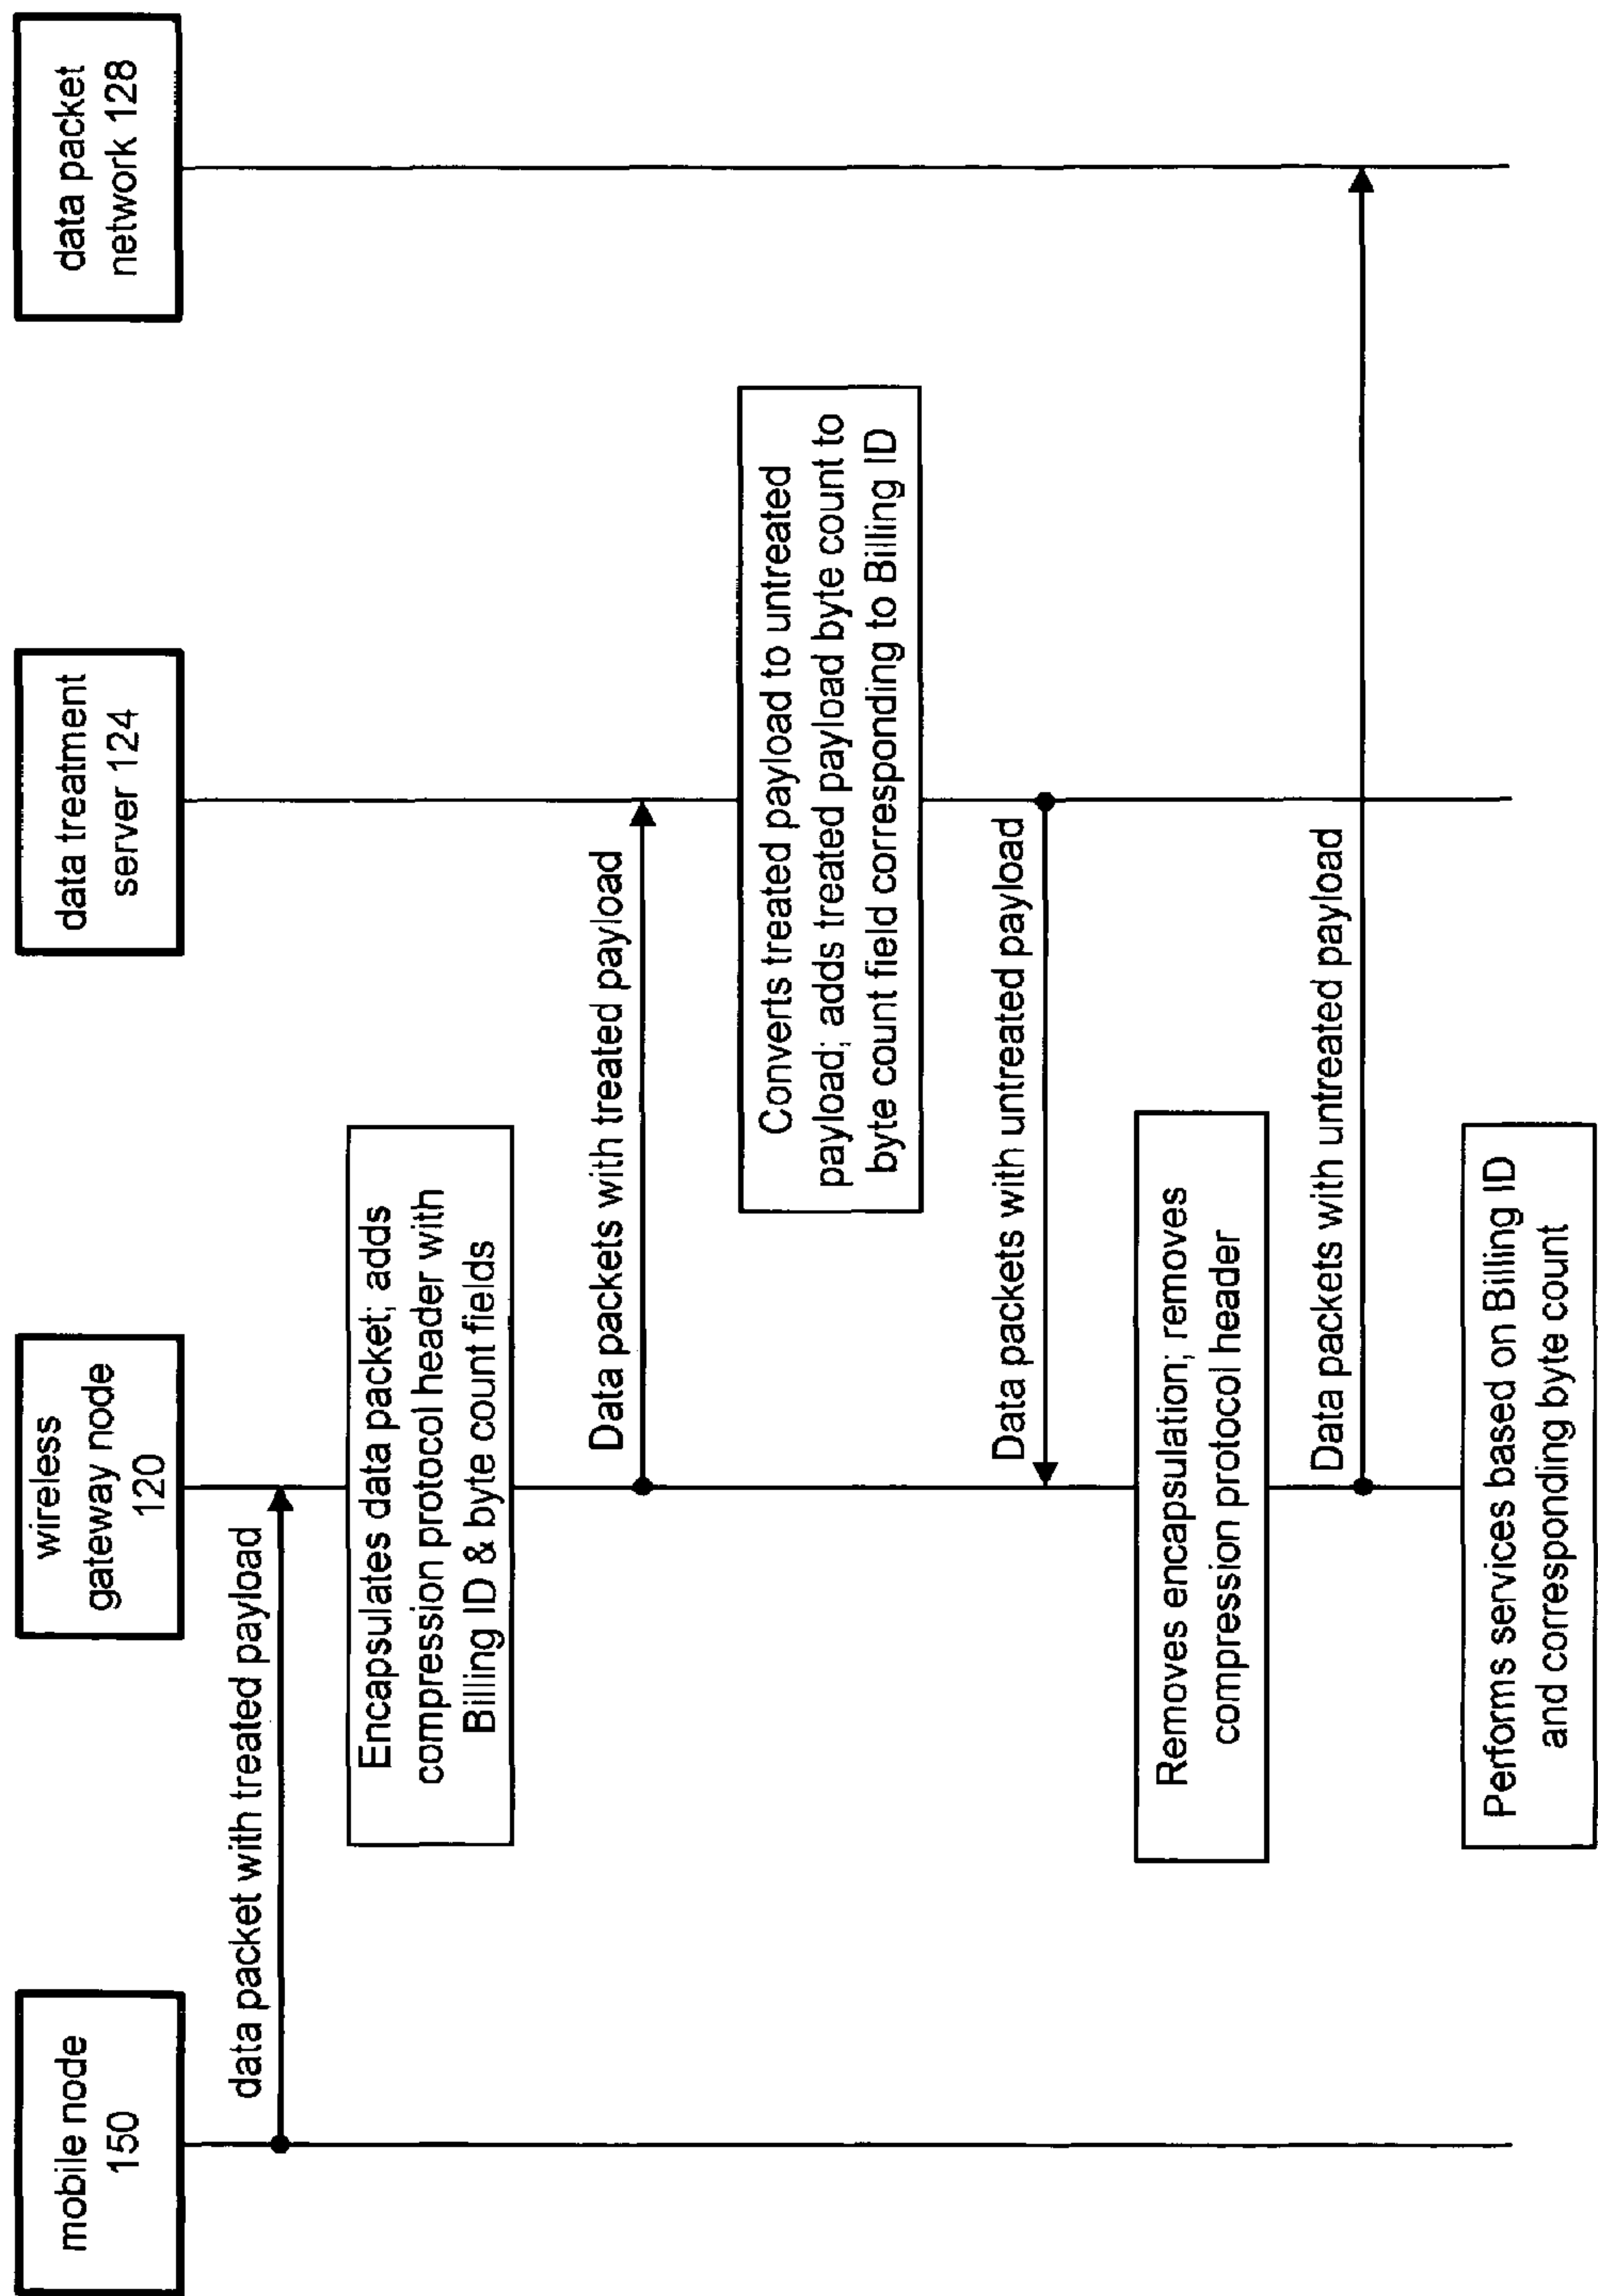 mobile node
150
wireless
gateway node
120
data treatment
server 124
data packet
network 128
data packet with treated payload
Encapsulates data packet; adds
compression protocol header with
Billing ID & byte count fields
Data packets with treated payload
Converts treated payload to untreated
payload; adds treated payload byte count to
byte count field corresponding to Billing ID
Data packets with untreated payload
Removes encapsulation; removes
compression protocol header
Data packets with untreated payload
Performs services based on Billing ID
and corresponding byte count